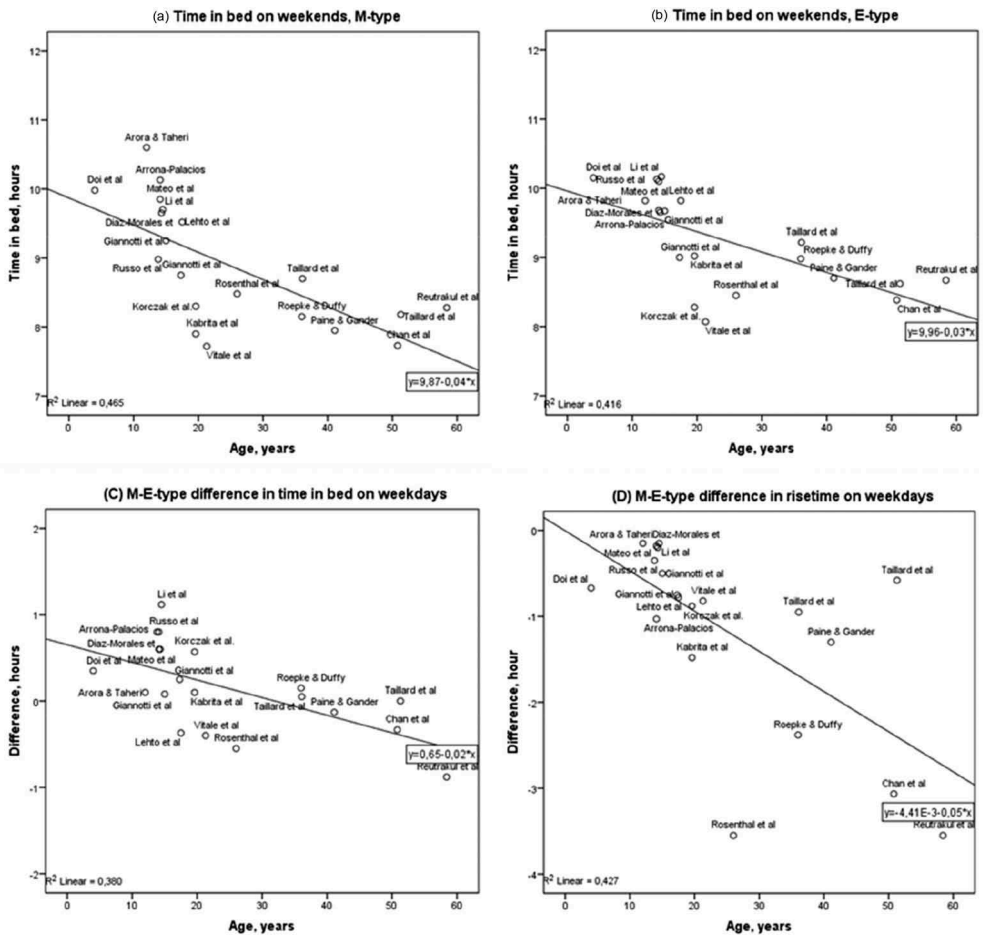 (a) Time in bed on weekends, M-type
12
11
10
9
8
7
Time in bed, hours
Arora & Taheri
Arrona-Palacios
Doi et al
Mateo et al
Li et al
Diaz-Morales et
Lehto et al
Giannotti et al
Russo et al
Giannotti et al
Taillard et al
Rosenthal et al
Reutrakul et al
Korczak et al.
Roepke & Duffy
Taillard et al
Kabrita et al
Paine & Gander
Chan et al
Vitale et al
y=9,87-0,04*x
R2 Linear = 0,465
0 10 20 30 40 50 60
Age, years
(b) Time in bed on weekends, E-type
12
11
10
9
8
7
Time in bed, hours
Doi et al
Li et al
Russo et al
Mateo et al
Lehto et al
Arora & Taheri
Diaz-Morales et
Giannotti et al
Arrona-Palacios
Taillard et al
Giannotti et al
Roepke & Duffy
Kabrita et al
Paine & Gander
Reutrakul et al
Taillard et al
Rosenthal et al
Korczak et al.
Chan et al
Vitale et al
y=9,96-0,03*x
R2 Linear = 0,416
0 10 20 30 40 50 60
Age, years
(C) M-E-type difference in time in bed on weekdays
2
1
0
-1
-2
Difference, hours
Li et al
Russo et al
Arrona-Palacios
Korczak et al.
Diaz-Morales et
Mateo et al
Doi et al
Giannotti et al
Roepke & Duffy
Arora & Taheri
Taillard et al
Giannotti et al
Kabrita et al
Taillard et al
Paine & Gander
Chan et al
Vitale et al
Lehto et al
Rosenthal et al
y=0,65-0,02*x
Reutrakul et al
R2 Linear = 0,380
0 10 20 30 40 50 60
Age, years
(D) M-E-type difference in risetime on weekdays
0
-1
-2
-3
-4
Difference, hour
Arora & Taheri
Diaz-Morales et
Mateo et al
Li et al
Russo et al
Giannotti et al
Doi et al
Taillard et al
Giannotti et al
Vitale et al
Taillard et al
Lehto et al
Korczak et al.
Arrona-Palacios
Paine & Gander
Kabrita et al
Roepke & Duffy
Chan et al
y=-4,41E-3-0,05*x
Rosenthal et al
Reutrakul et al
R2 Linear = 0,427
0 10 20 30 40 50 60
Age, years